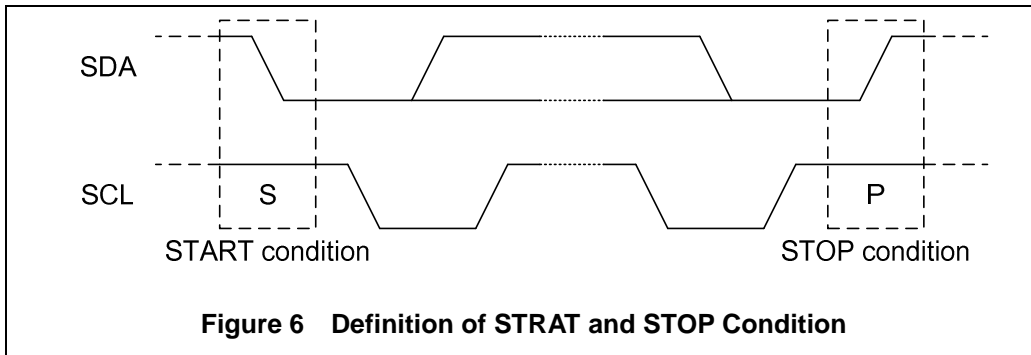 SDA
SCL
S
P
START condition
STOP condition
Figure 6 Definition of STRAT and STOP Condition